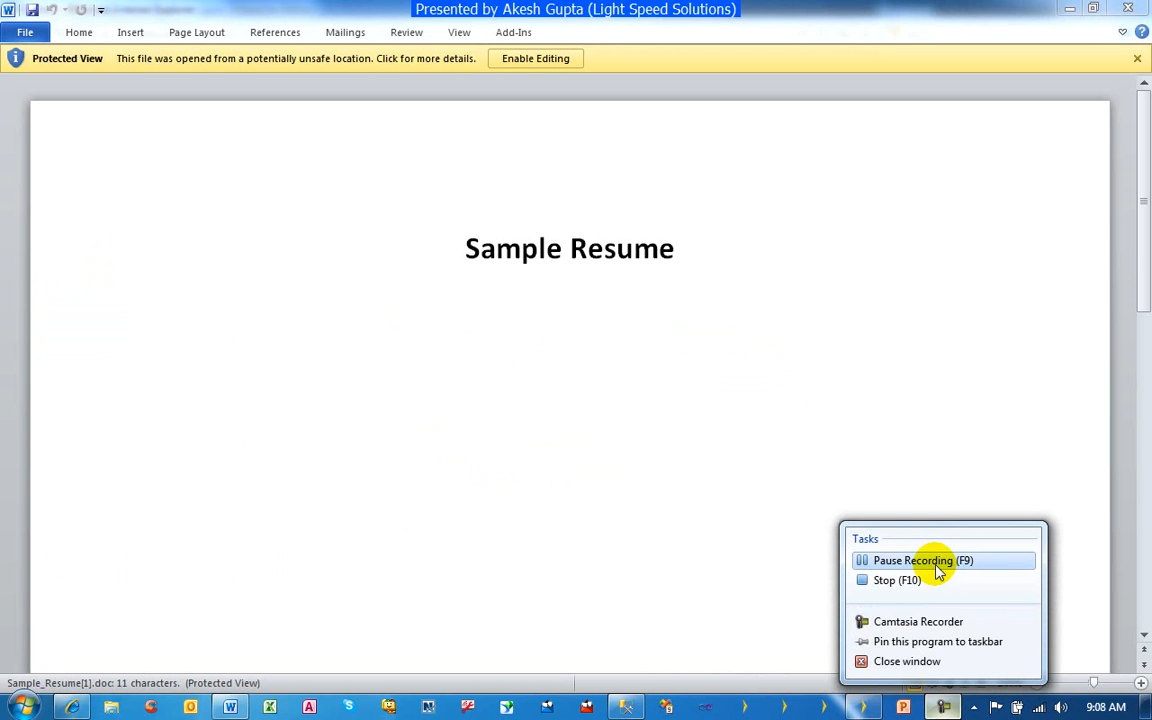 Presented by Akesh Gupta (Light Speed Solutions)
File Home Insert Page Layout References Mailings Review View Add-Ins
Protected View This file was opened from a potentially unsafe location. Click for more details. Enable Editing
Sample Resume
Tasks
Pause Recording (F9)
Stop (F10)
Camtasia Recorder
Pin this program to taskbar
Close window
Sample_Resume[1].doc: 11 characters. (Protected View)
9:08 AM